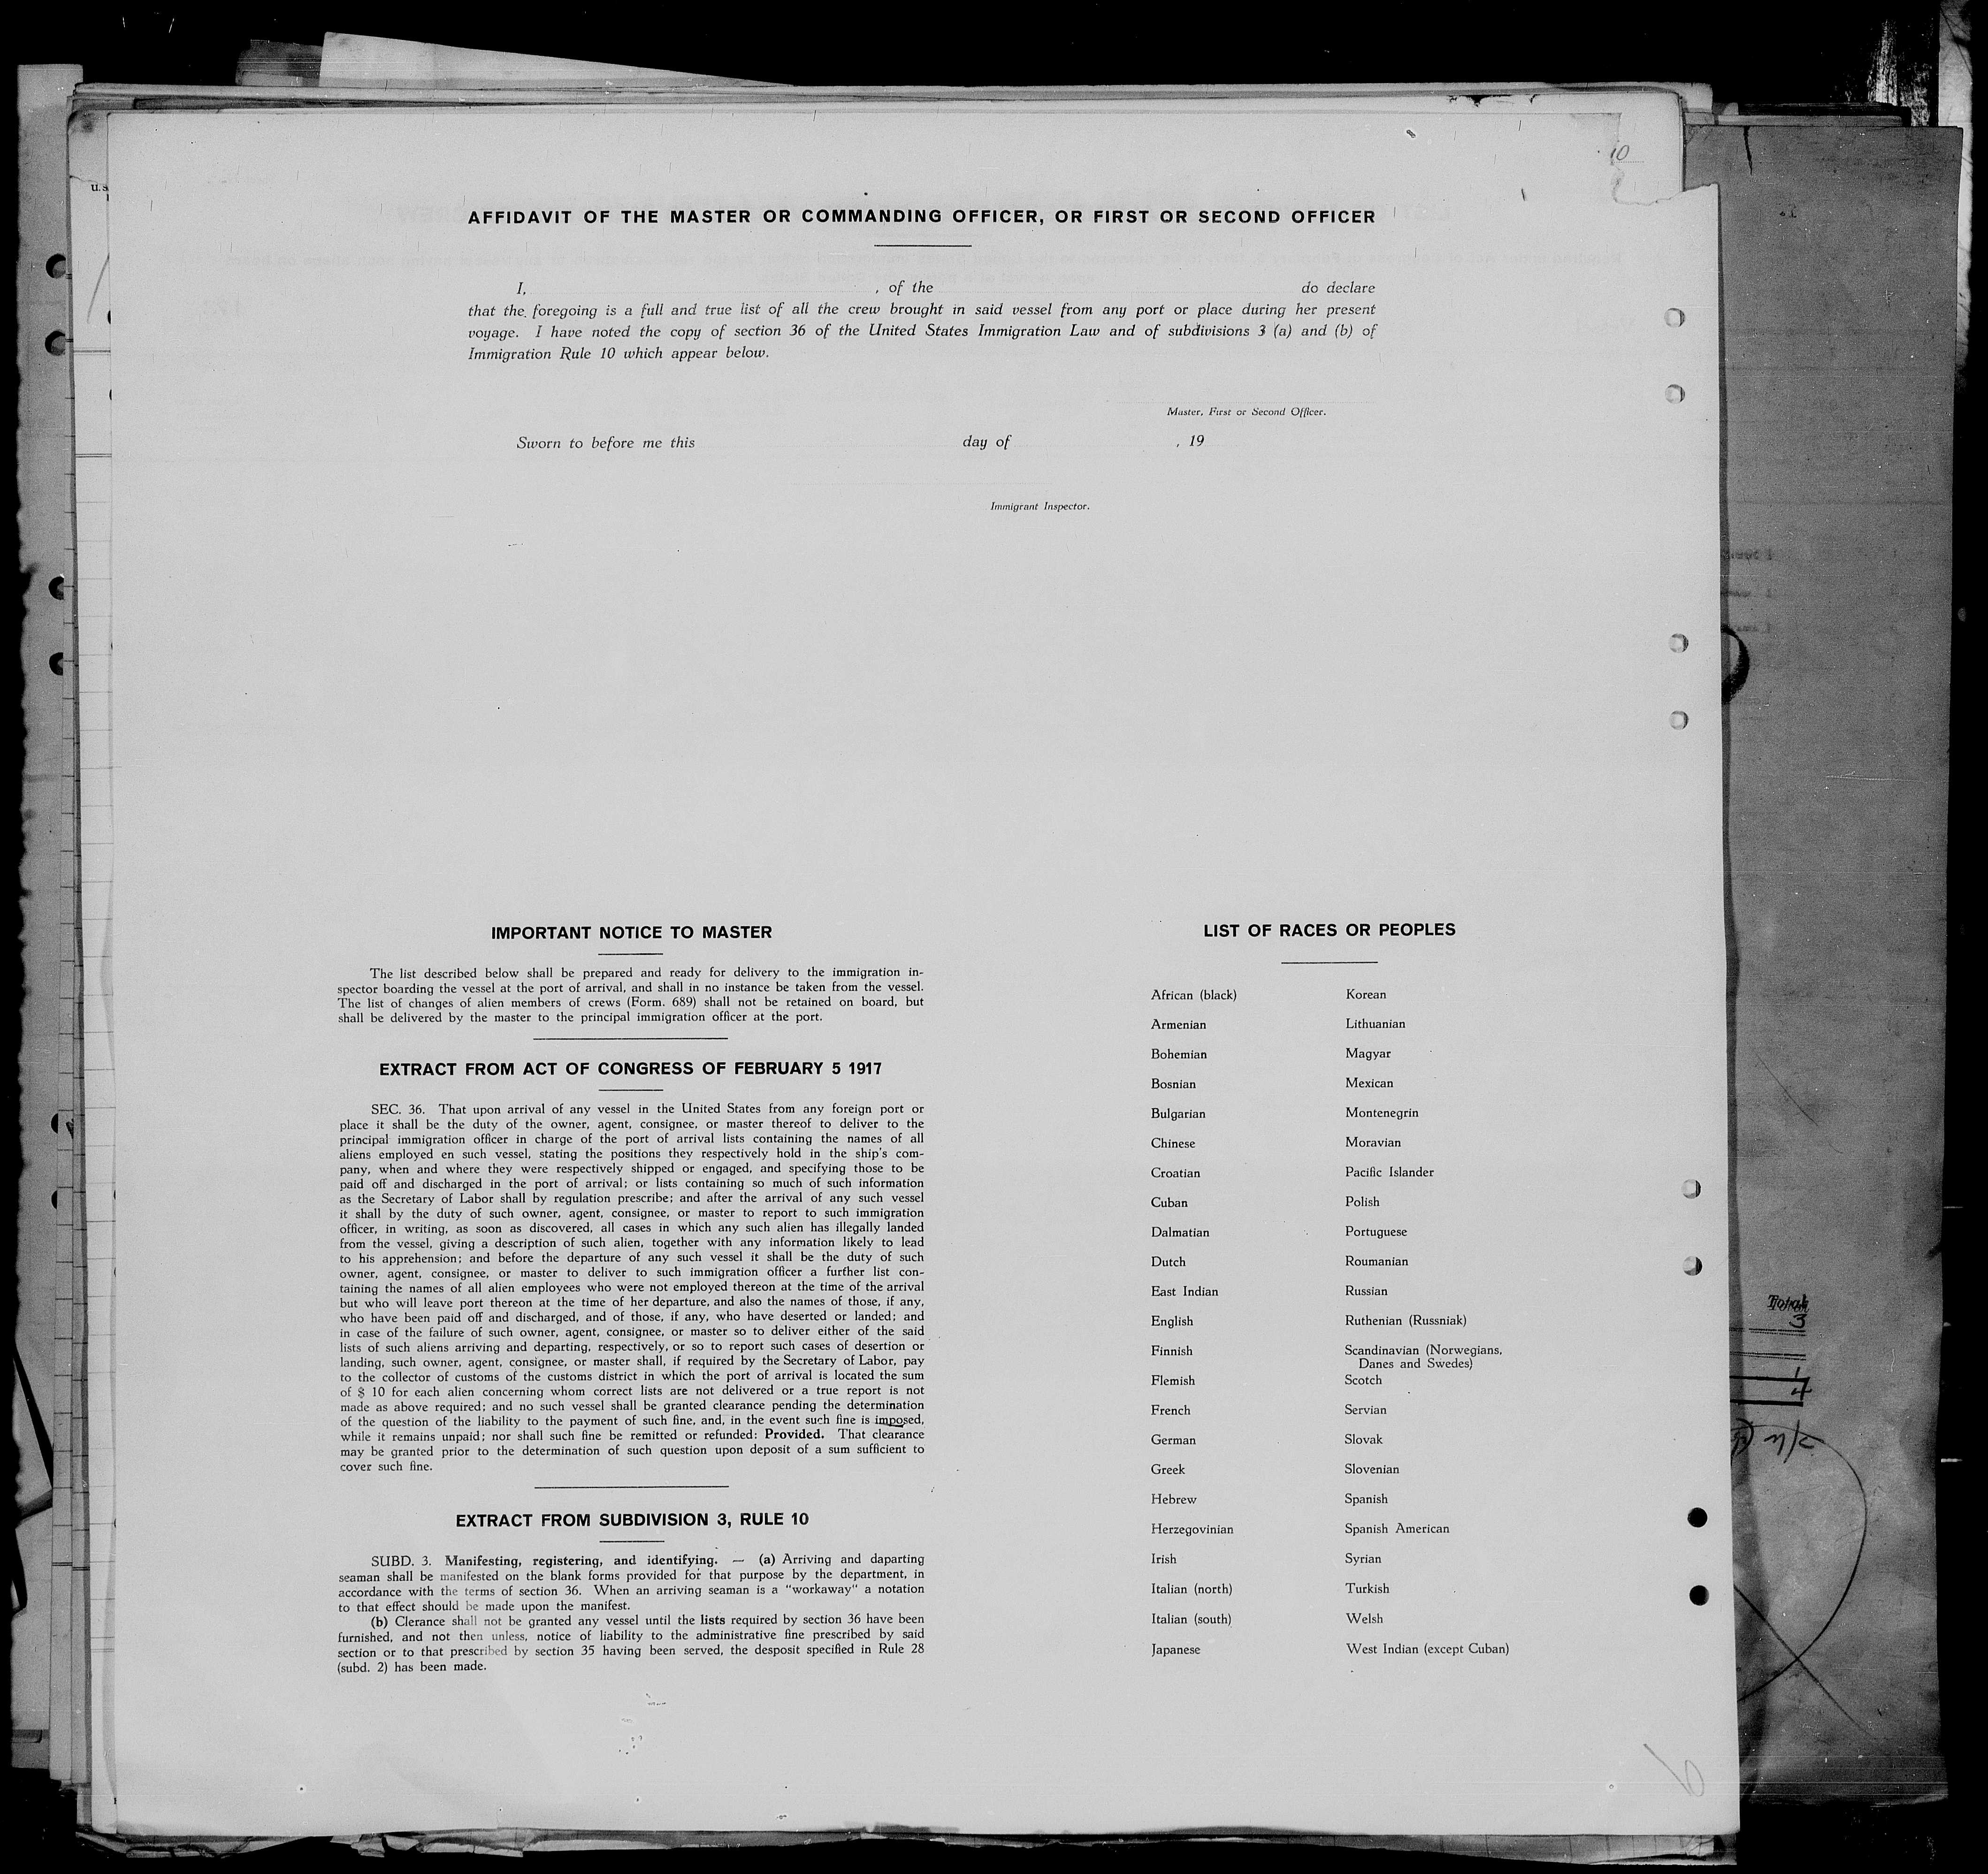 10
U.S
AFFIDAVIT OF THE MASTER OR COMMANDING OFFICER, OR FIRST OR SECOND OFFICER
I, , of the do declare
that the foregoing is a full and true list of all the crew brought in said vessel from any port or place during her present
voyage. I have noted the copy of section 36 of the United States Immigration Law and of subdivisions 3 (a) and (b) of
Immigration Rule 10 which appear below.
Master, First or Second Officer.
Sworn to before me this day of , 19
Immigrant Inspector.
IMPORTANT NOTICE TO MASTER
The list described below shall be prepared and ready for delivery to the immigration in-
spector boarding the vessel at the port of arrival, and shall in no instance be taken from the vessel.
The list of changes of alien members of crews (Form. 689) shall not be retained on board, but
shall be delivered by the master to the principal immigration officer at the port.
EXTRACT FROM ACT OF CONGRESS OF FEBRUARY 5 1917
SEC. 36. That upon arrival of any vessel in the United States from any foreign port or
place it shall be the duty of the owner, agent, consignee, or master thereof to deliver to the
principal immigration officer in charge of the port of arrival lists containing the names of all
aliens employed en such vessel, stating the positions they respectively hold in the ship's com-
pany, when and where they were respectively shipped or engaged, and specifying those to be
paid off and discharged in the port of arrival; or lists containing so much of such information
as the Secretary of Labor shall by regulation prescribe; and after the arrival of any such vessel
it shall by the duty of such owner, agent, consignee, or master to report to such immigration
officer, in writing, as soon as discovered, all cases in which any such alien has illegally landed
from the vessel, giving a description of such alien, together with any information likely to lead
to his apprehension; and before the departure of any such vessel it shall be the duty of such
owner, agent, consignee, or master to deliver to such immigration officer a further list con-
taining the names of all alien employees who were not employed thereon at the time of the arrival
but who will leave port thereon at the time of her departure, and also the names of those, if any,
who have been paid off and discharged, and of those, if any, who have deserted or landed; and
in case of the failure of such owner, agent, consignee, or master so to deliver either of the said
lists of such aliens arriving and departing, respectively, or so to report such cases of desertion or
landing, such owner, agent, consignee, or master shall, if required by the Secretary of Labor, pay
to the collector of customs of the customs district in which the port of arrival is located the sum
of $ 10 for each alien concerning whom correct lists are not delivered or a true report is not
made as above required; and no such vessel shall be granted clearance pending the determination
of the question of the liability to the payment of such fine, and, in the event such fine is imposed,
while it remains unpaid; nor shall such fine be remitted or refunded: Provided. That clearance
may be granted prior to the determination of such question upon deposit of a sum sufficient to
cover such fine.
EXTRACT FROM SUBDIVISION 3, RULE 10
SUBD. 3. Manifesting, registering, and identifying. — (a) Arriving and daparting
seaman shall be manifested on the blank forms provided for that purpose by the department, in
accordance with the terms of section 36. When an arriving seaman is a "workaway" a notation
to that effect should be made upon the manifest.
(b) Clerance shall not be granted any vessel until the lists required by section 36 have been
furnished, and not then unless, notice of liability to the administrative fine prescribed by said
section or to that prescribed by section 35 having been served, the desposit specified in Rule 28
(subd. 2) has been made.
LIST OF RACES OR PEOPLES
African (black)
Armenian
Bohemian
Bosnian
Bulgarian
Chinese
Croatian
Cuban
Dalmatian
Dutch
East Indian
English
Finnish
Flemish
French
German
Greek
Hebrew
Herzegovinian
Irish
Italian (north)
Italian (south)
Japanese
Korean
Lithuanian
Magyar
Mexican
Montenegrin
Moravian
Pacific Islander
Polish
Portuguese
Roumanian
Russian
Ruthenian (Russniak)
Scandinavian (Norwegians,
Danes and Swedes)
Scotch
Servian
Slovak
Slovenian
Spanish
Spanish American
Syrian
Turkish
Welsh
West Indian (except Cuban)
Total
3
1
4